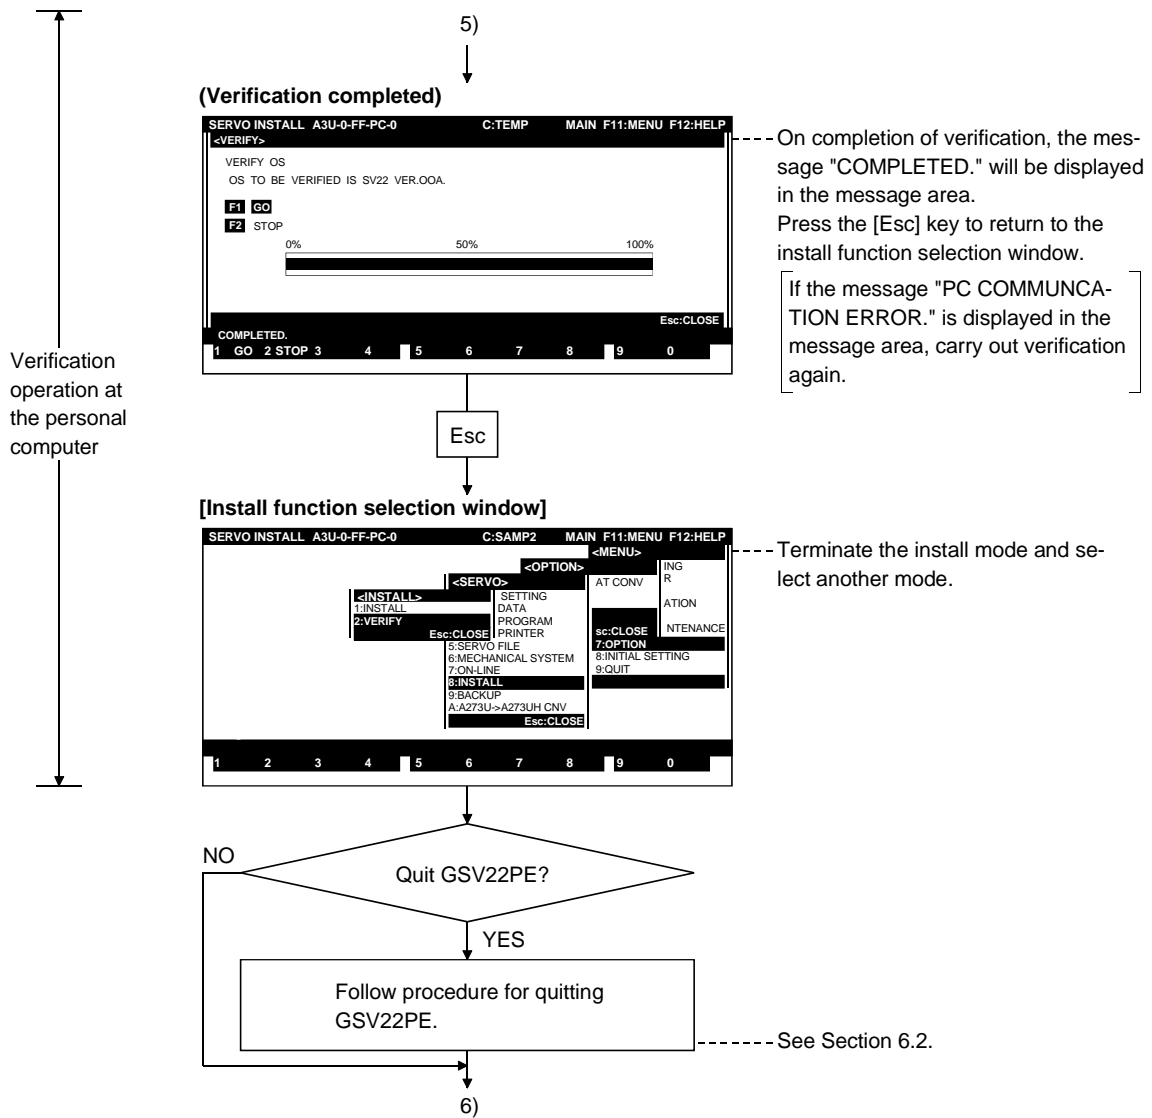 5)
(Verification completed)
SERVO INSTALL A3U-0-FF-PC-0 C:TEMP MAIN F11:MENU F12:HELP
<VERIFY>
VERIFY OS
OS TO BE VERIFIED IS SV22 VER.OOA.
F1 GO
F2 STOP
0% 50% 100%
Esc:CLOSE
COMPLETED.
1 GO 2 STOP 3 4 5 6 7 8 9 0
On completion of verification, the mes-
sage "COMPLETED." will be displayed
in the message area.
Press the [Esc] key to return to the
install function selection window.
If the message "PC COMMUNCA-
TION ERROR." is displayed in the
message area, carry out verification
again.
Verification
operation at
the personal
computer
Esc
[Install function selection window]
SERVO INSTALL A3U-0-FF-PC-0 C:SAMP2 MAIN F11:MENU F12:HELP
<MENU>
<OPTION> ING
<SERVO> AT CONV R
<INSTALL> SETTING
1:INSTALL DATA ATION
2:VERIFY PROGRAM
Esc:CLOSE PRINTER sc:CLOSE NTENANCE
5:SERVO FILE 7:OPTION
6:MECHANICAL SYSTEM 8:INITIAL SETTING
7:ON-LINE 9:QUIT
8:INSTALL
9:BACKUP
A:A273U->A273UH CNV
Esc:CLOSE
1 2 3 4 5 6 7 8 9 0
Terminate the install mode and se-
lect another mode.
NO
Quit GSV22PE?
YES
Follow procedure for quitting
GSV22PE.
See Section 6.2.
6)